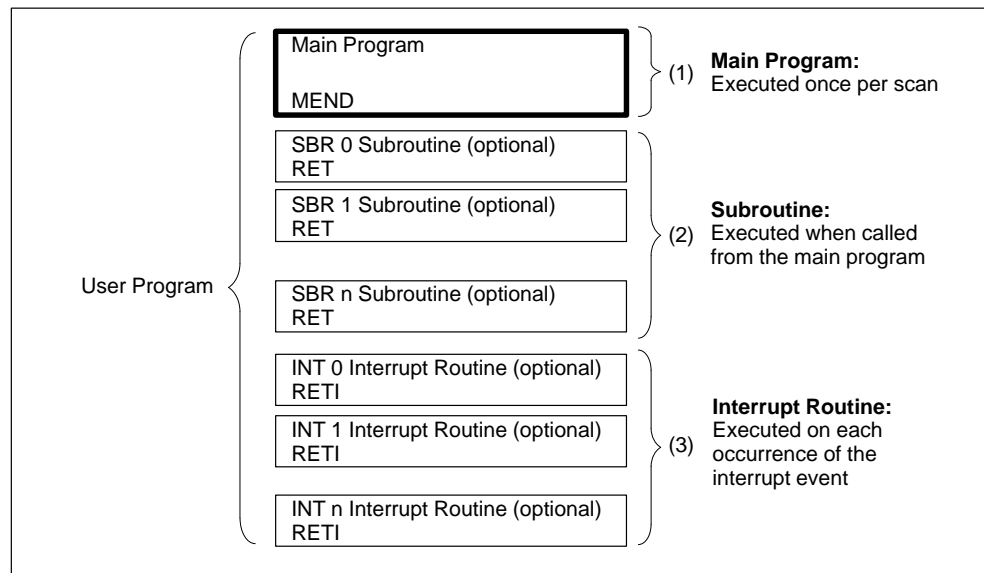 User Program
Main Program
MEND
(1)
Main Program:
Executed once per scan
SBR 0 Subroutine (optional)
RET
SBR 1 Subroutine (optional)
RET
SBR n Subroutine (optional)
RET
(2)
Subroutine:
Executed when called
from the main program
INT 0 Interrupt Routine (optional)
RETI
INT 1 Interrupt Routine (optional)
RETI
INT n Interrupt Routine (optional)
RETI
(3)
Interrupt Routine:
Executed on each
occurrence of the
interrupt event